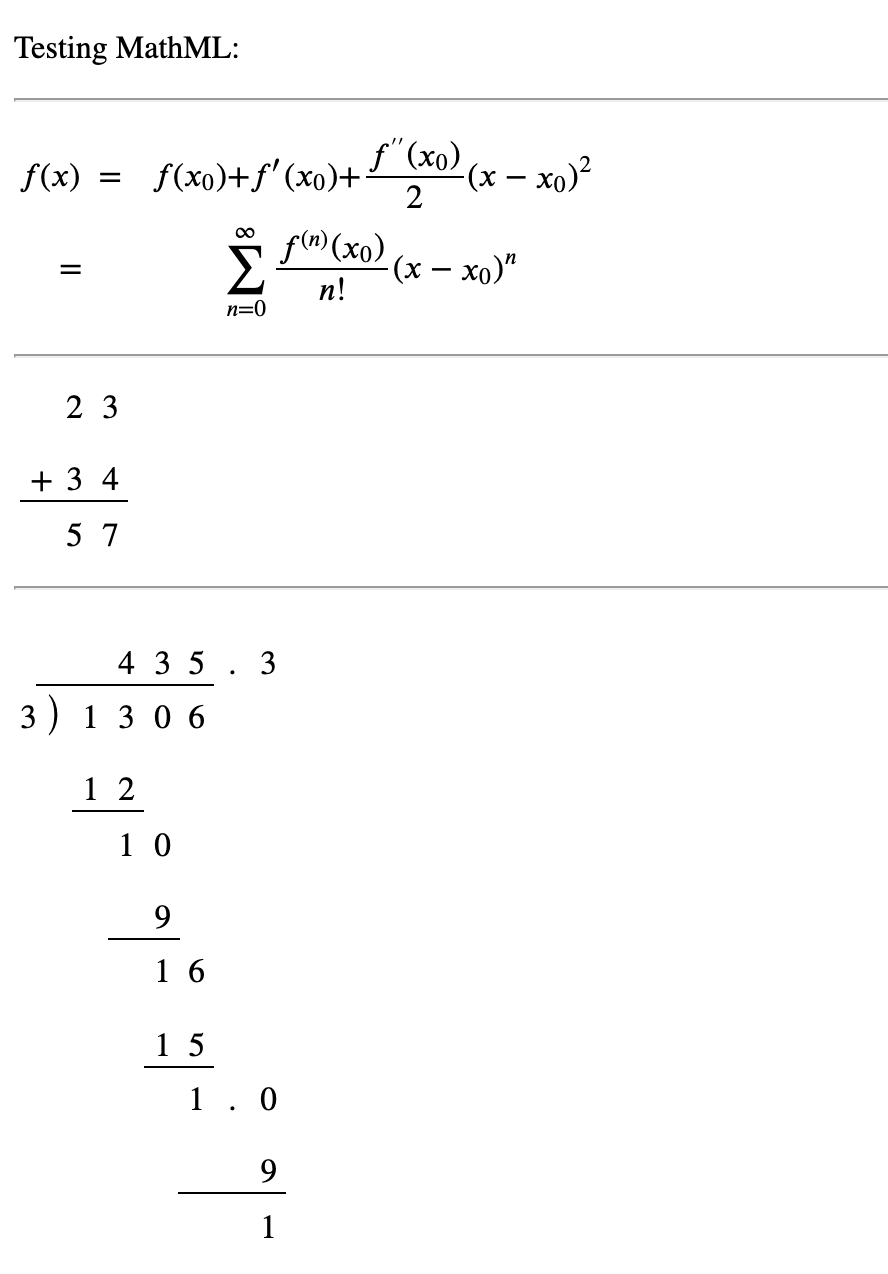 Testing MathML:
f(x) = f(x₀)+f′(x₀)+f′′(x₀)/2(x − x₀)²
= ∑ₙ₌₀^∞ f⁽ⁿ⁾(x₀)/n!(x − x₀)ⁿ
2 3
+ 3 4
5 7
4 3 5 . 3
3 ) 1 3 0 6
1 2
1 0
9
1 6
1 5
1 . 0
9
1